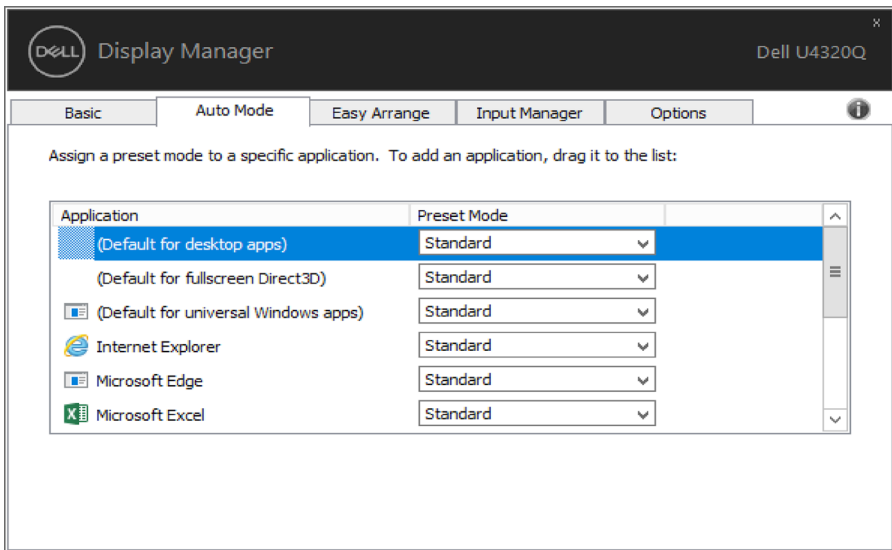 x
DELL Display Manager Dell U4320Q
Basic Auto Mode Easy Arrange Input Manager Options i
Assign a preset mode to a specific application. To add an application, drag it to the list:
Application Preset Mode
(Default for desktop apps) Standard
(Default for fullscreen Direct3D) Standard
(Default for universal Windows apps) Standard
Internet Explorer Standard
Microsoft Edge Standard
Microsoft Excel Standard